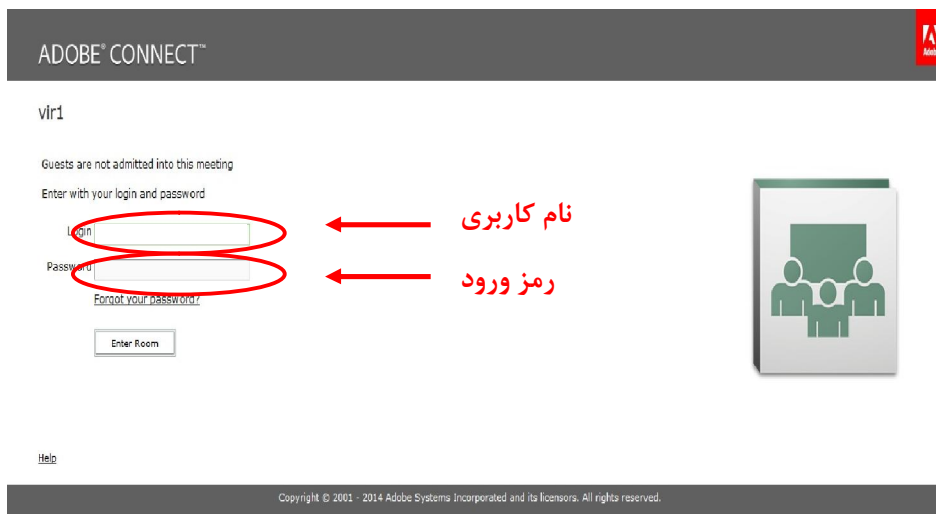 ADOBE® CONNECT™
Adobe
vir1
Guests are not admitted into this meeting
Enter with your login and password
Login
نام کاربری
Password
رمز ورود
Forgot your password?
Enter Room
Help
Copyright © 2001 - 2014 Adobe Systems Incorporated and its licensors. All rights reserved.